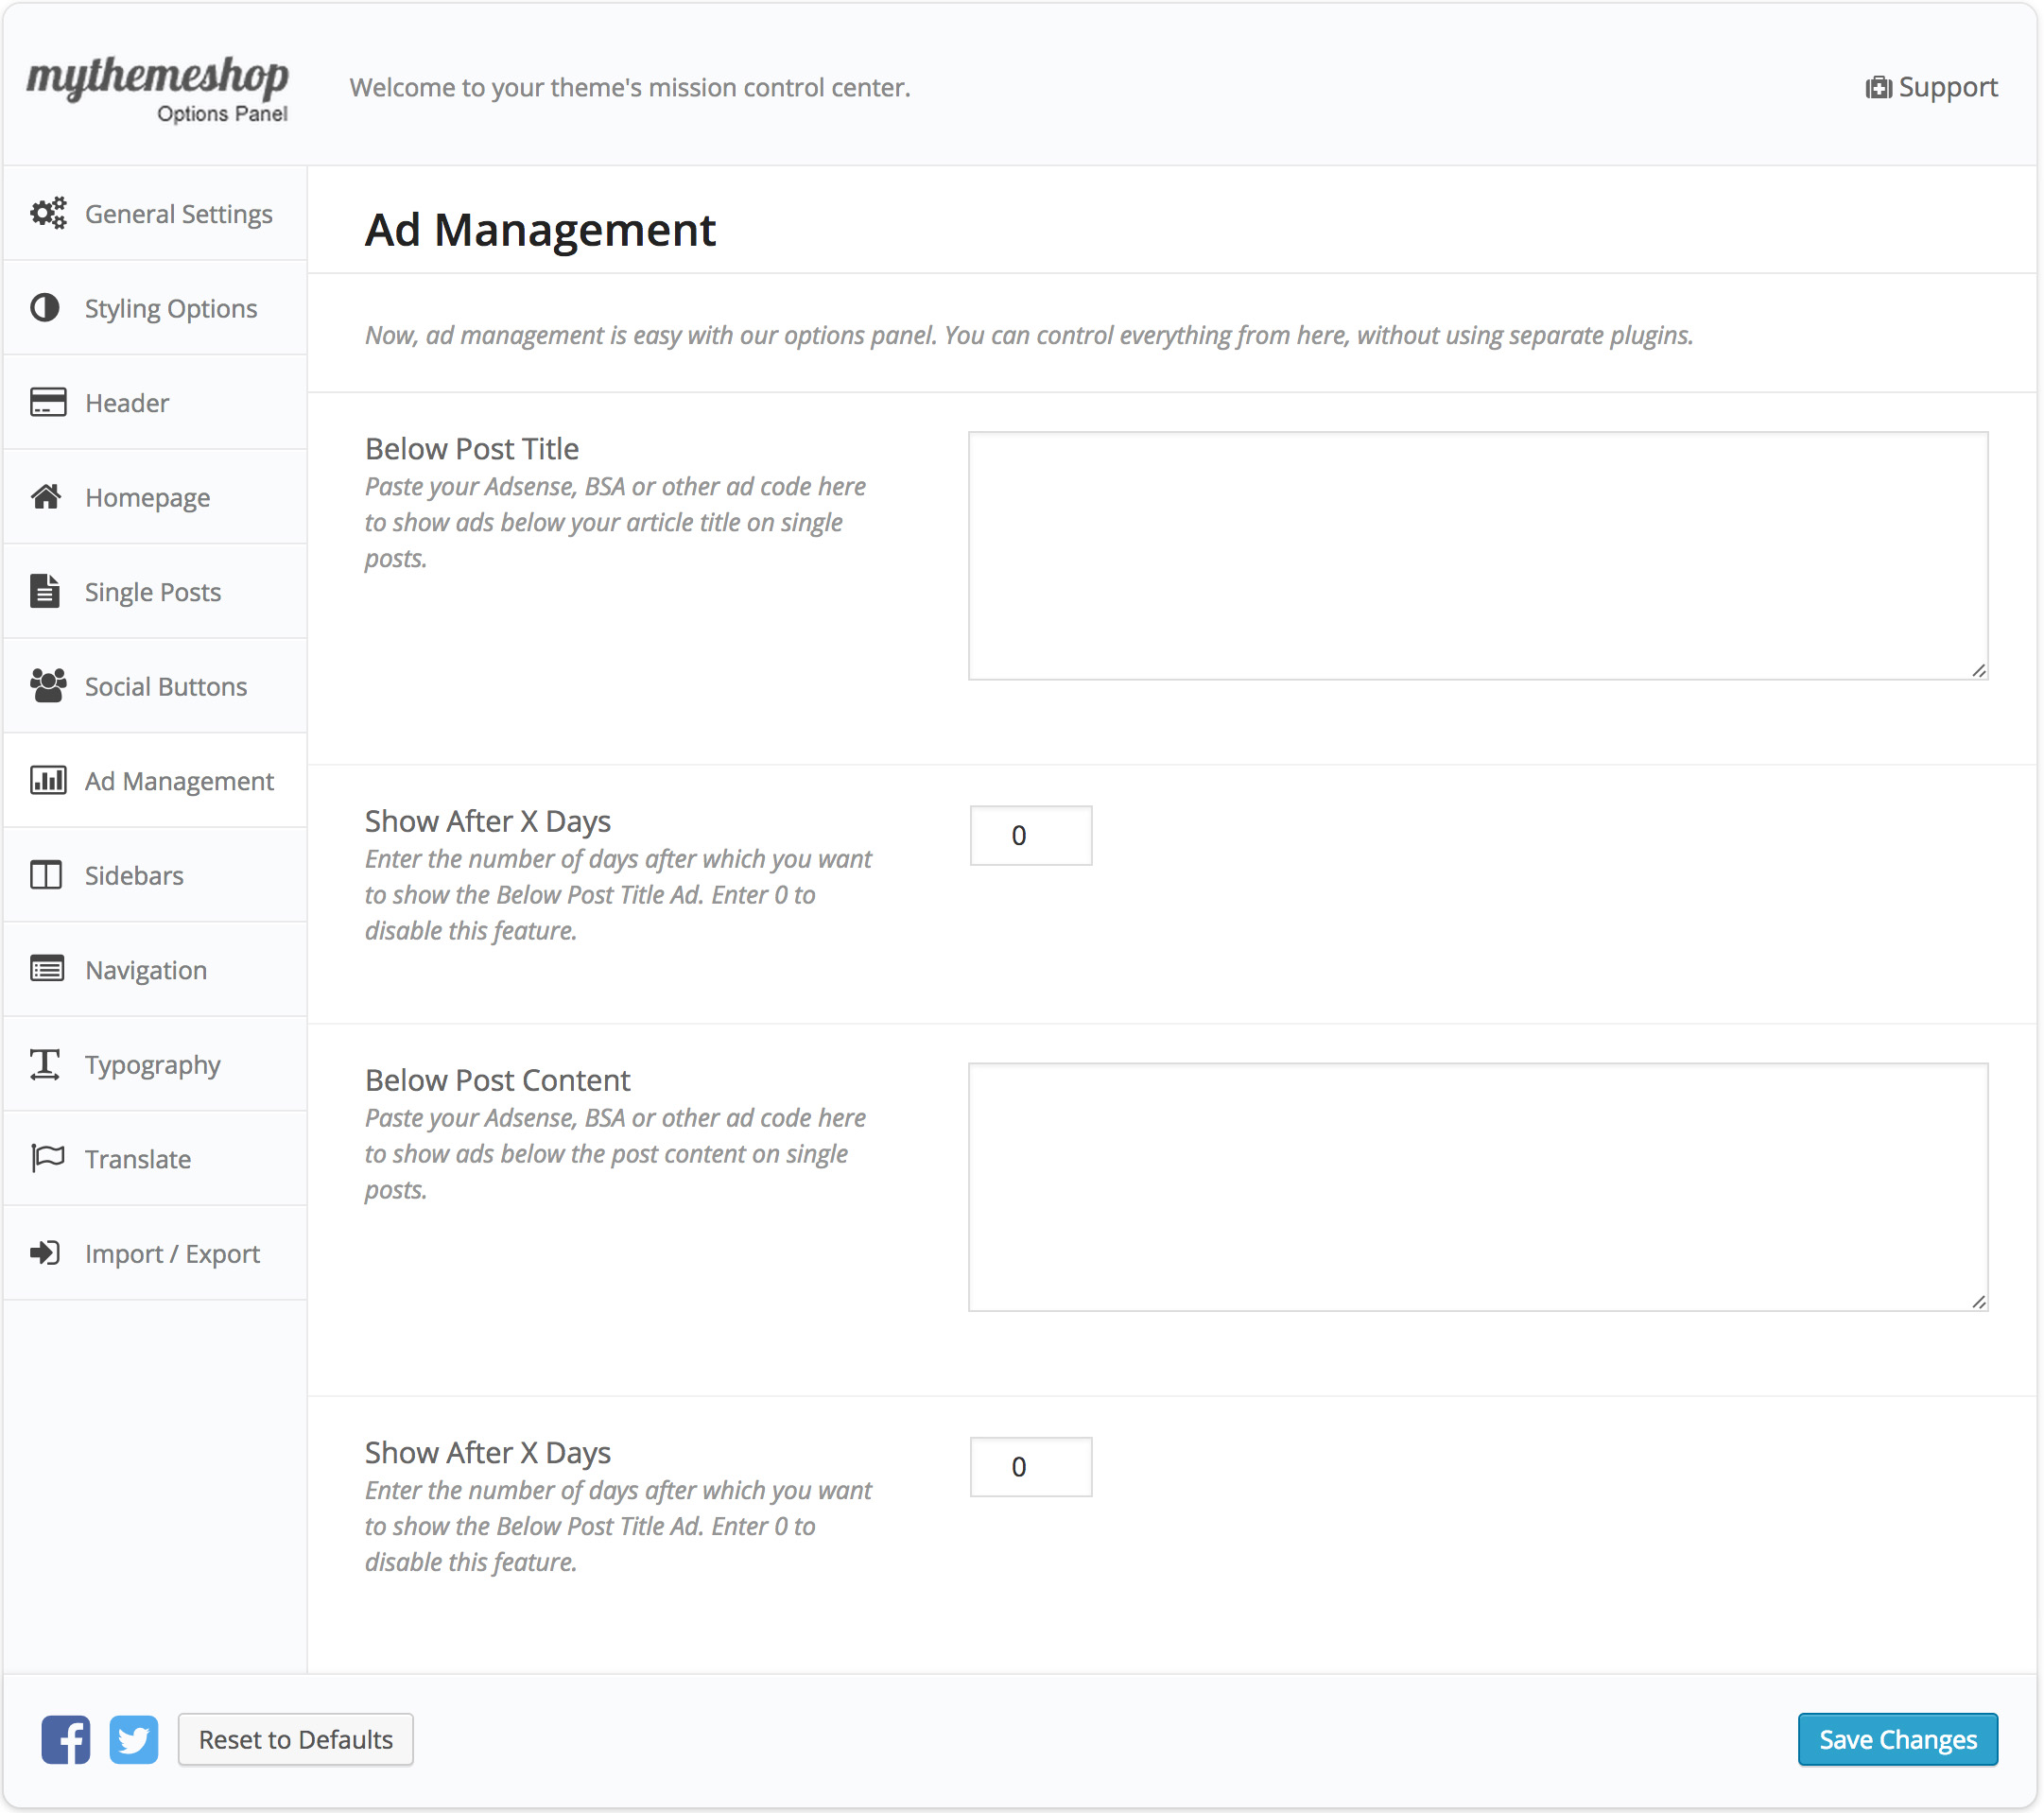 mythemeshop
Options Panel
Welcome to your theme's mission control center.
Support
General Settings
Styling Options
Header
Homepage
Single Posts
Social Buttons
Ad Management
Sidebars
Navigation
Typography
Translate
Import / Export
Ad Management
Now, ad management is easy with our options panel. You can control everything from here, without using separate plugins.
Below Post Title
Paste your Adsense, BSA or other ad code here
to show ads below your article title on single
posts.
Show After X Days
Enter the number of days after which you want
to show the Below Post Title Ad. Enter 0 to
disable this feature.
0
Below Post Content
Paste your Adsense, BSA or other ad code here
to show ads below the post content on single
posts.
Show After X Days
Enter the number of days after which you want
to show the Below Post Title Ad. Enter 0 to
disable this feature.
0
Reset to Defaults
Save Changes